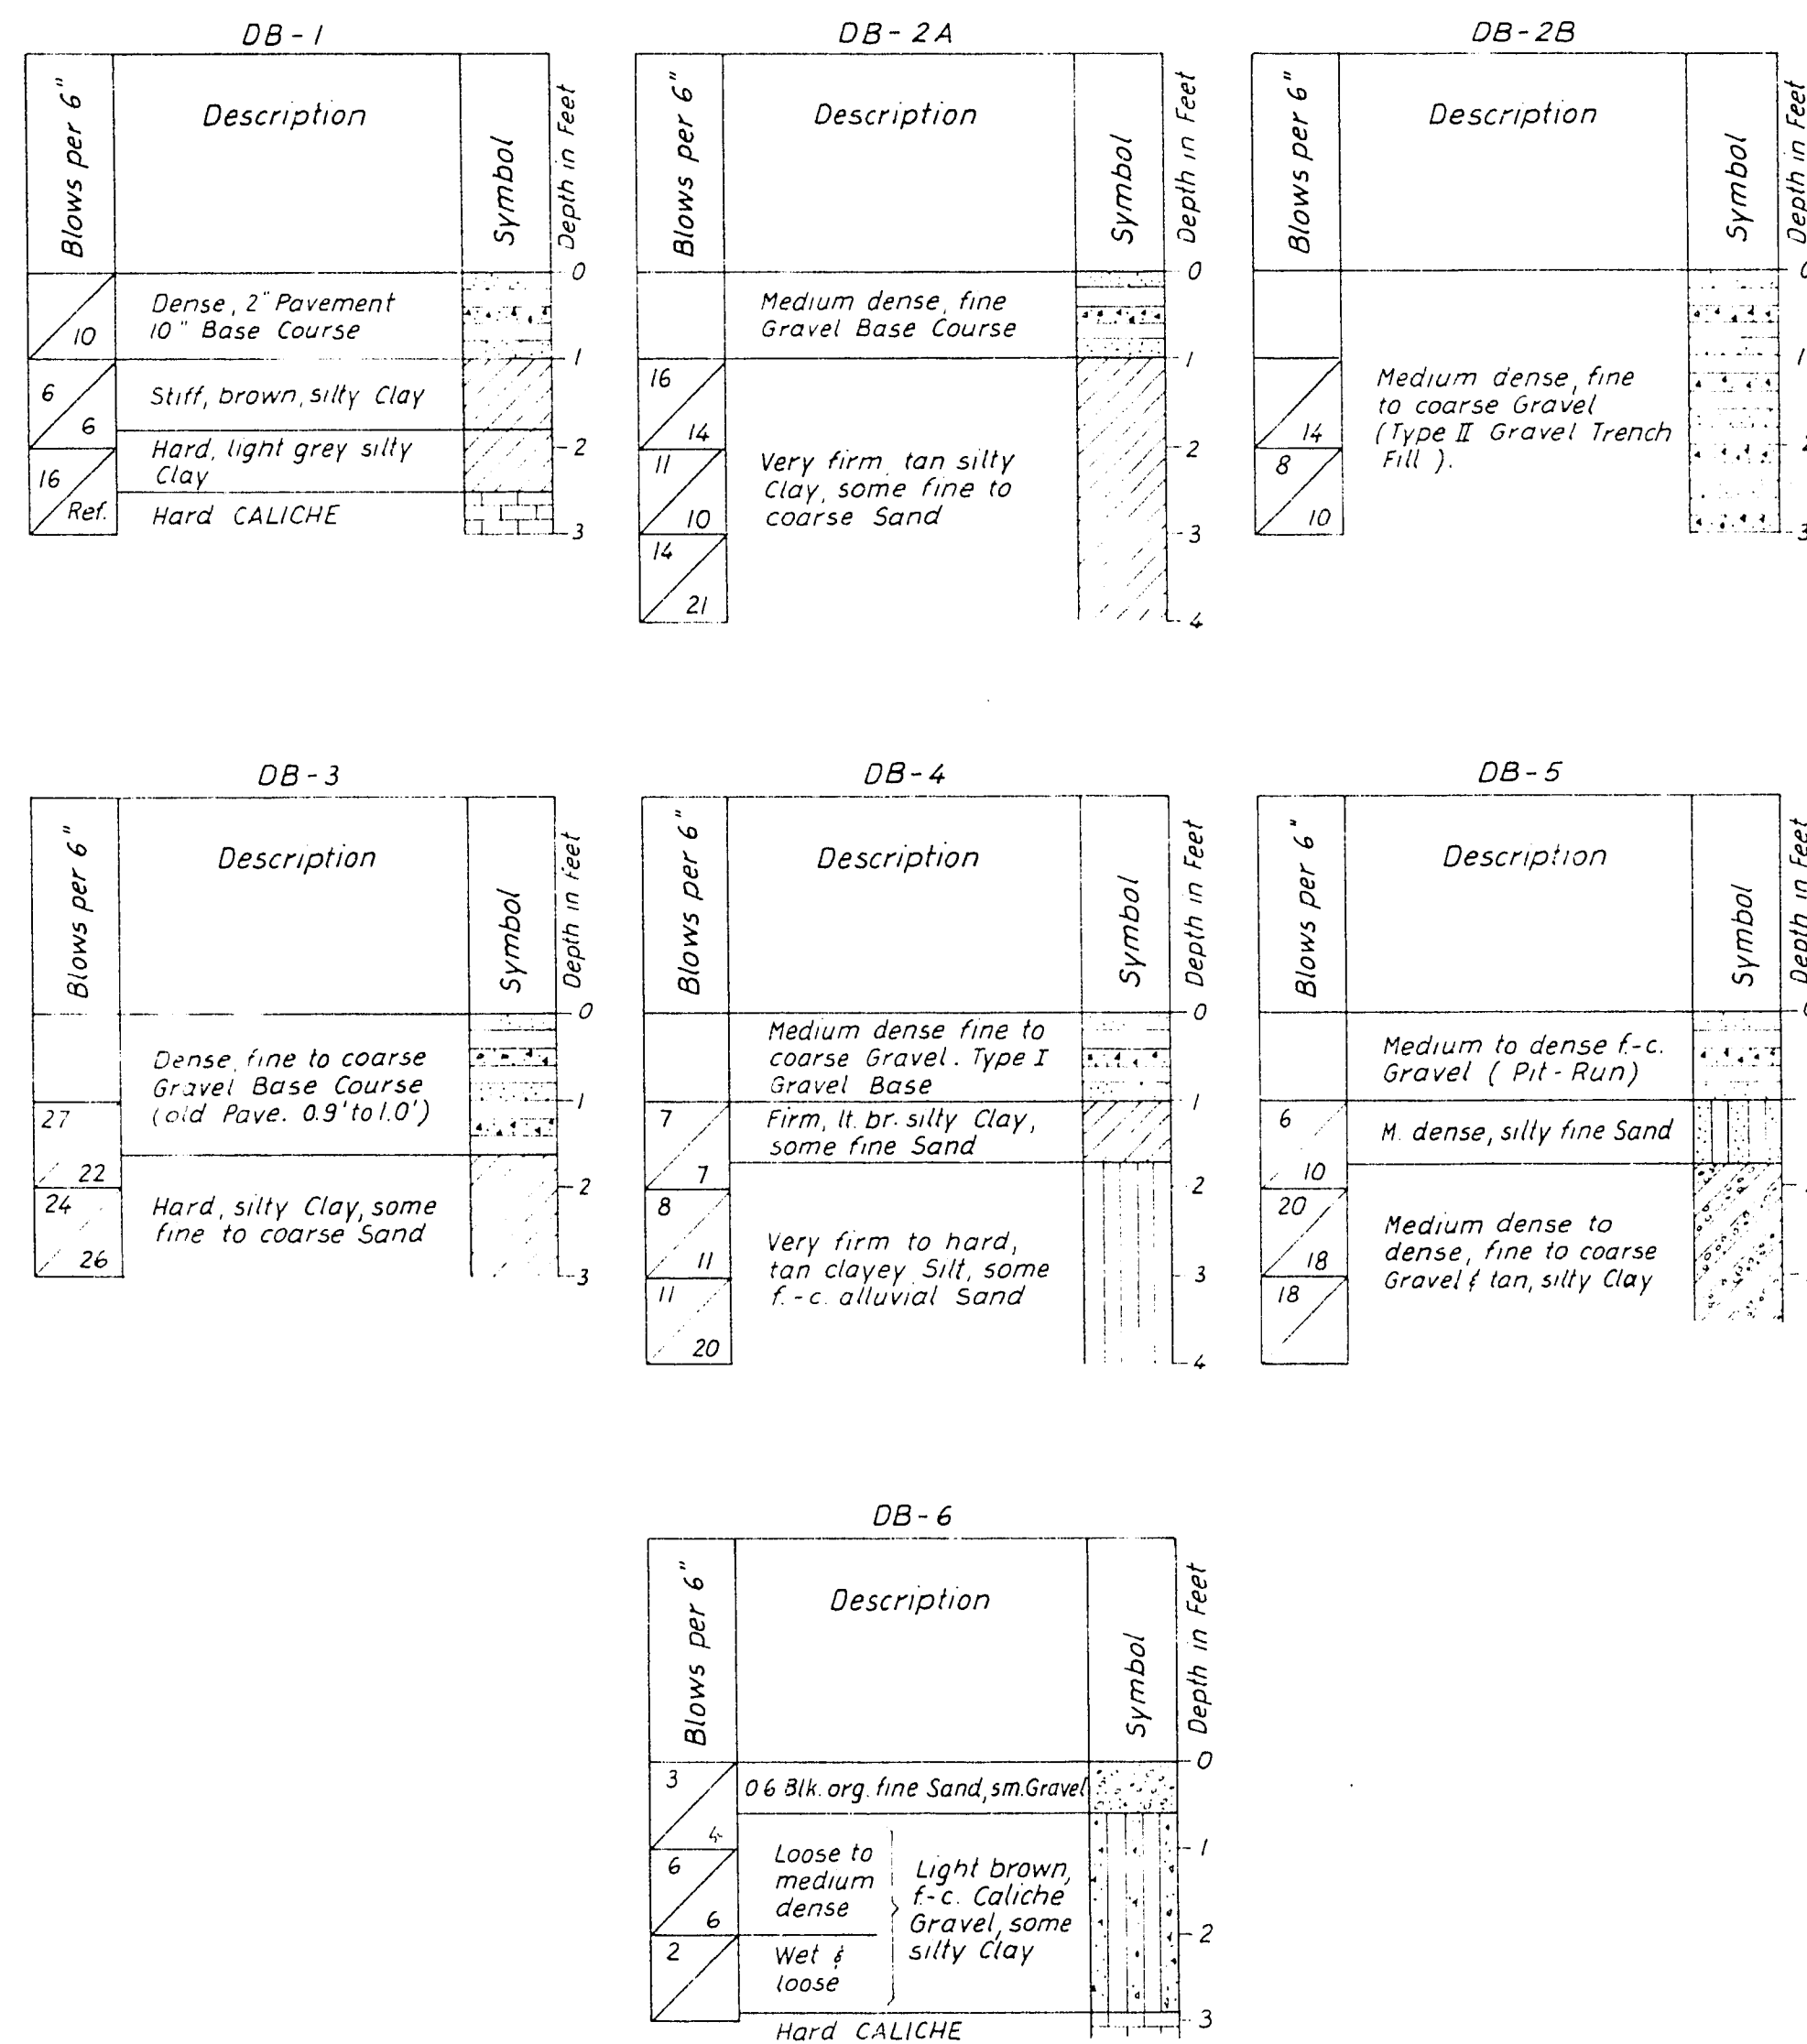 DB-1
Blows per 6"
Description
Symbol
Depth in Feet
0
10
Dense, 2" Pavement
10" Base Course
1
6
6
Stiff, brown, silty Clay
Hard, light grey silty
Clay
2
16
Ref.
Hard CALICHE
3
DB-2A
Blows per 6"
Description
Symbol
Depth in Feet
0
Medium dense, fine
Gravel Base Course
1
16
14
2
11
10
Very firm tan silty
Clay, some fine to
coarse Sand
3
14
21
4
DB-2B
Blows per 6"
Description
Symbol
Depth in Feet
0
1
14
Medium dense, fine
to coarse Gravel
(Type II Gravel Trench
Fill ).
2
8
10
3
DB-3
Blows per 6"
Description
Symbol
Depth in Feet
0
Dense, fine to coarse
Gravel Base Course
(old Pave. 0.9' to 1.0')
1
27
22
2
24
26
Hard, silty Clay, some
fine to coarse Sand
3
DB-4
Blows per 6"
Description
Symbol
Depth in Feet
0
Medium dense fine to
coarse Gravel. Type I
Gravel Base
1
7
7
Firm, lt. br. silty Clay,
some fine Sand
2
8
11
Very firm to hard,
tan clayey Silt, some
f.-c. alluvial Sand
3
11
20
4
DB-5
Blows per 6"
Description
Symbol
Depth in Feet
0
Medium to dense f.-c.
Gravel ( Pit-Run)
6
10
M. dense, silly fine Sand
20
18
Medium dense to
dense, fine to coarse
Gravel & tan, silty Clay
18
DB-6
Blows per 6"
Description
Symbol
Depth in Feet
0
3
4
06 Blk. org. fine Sand, sm. Gravel
1
6
6
Loose to
medium
dense
Light brown,
f.-c. Caliche
Gravel, some
silty Clay
2
2
Wet &
loose
3
Hard CALICHE